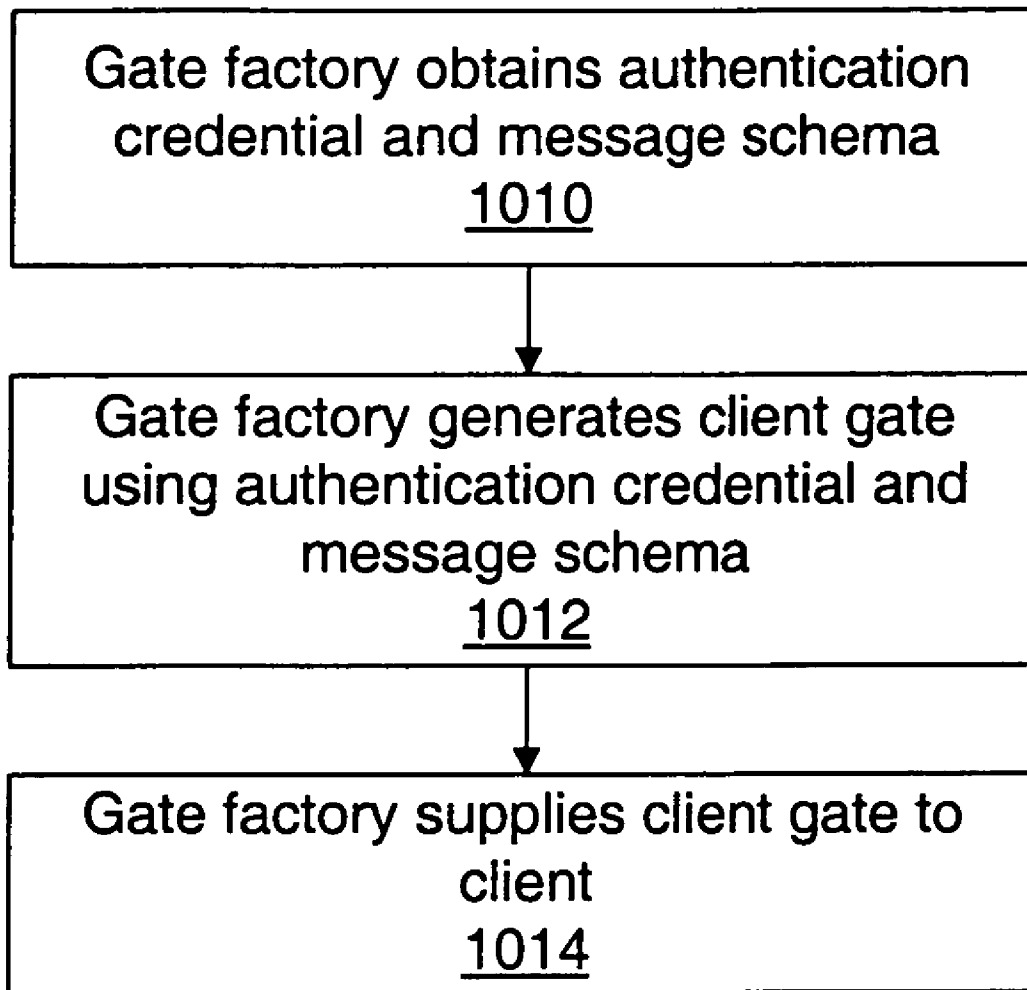 Gate factory obtains authentication
credential and message schema
1010
Gate factory generates client gate
using authentication credential and
message schema
1012
Gate factory supplies client gate to
client
1014